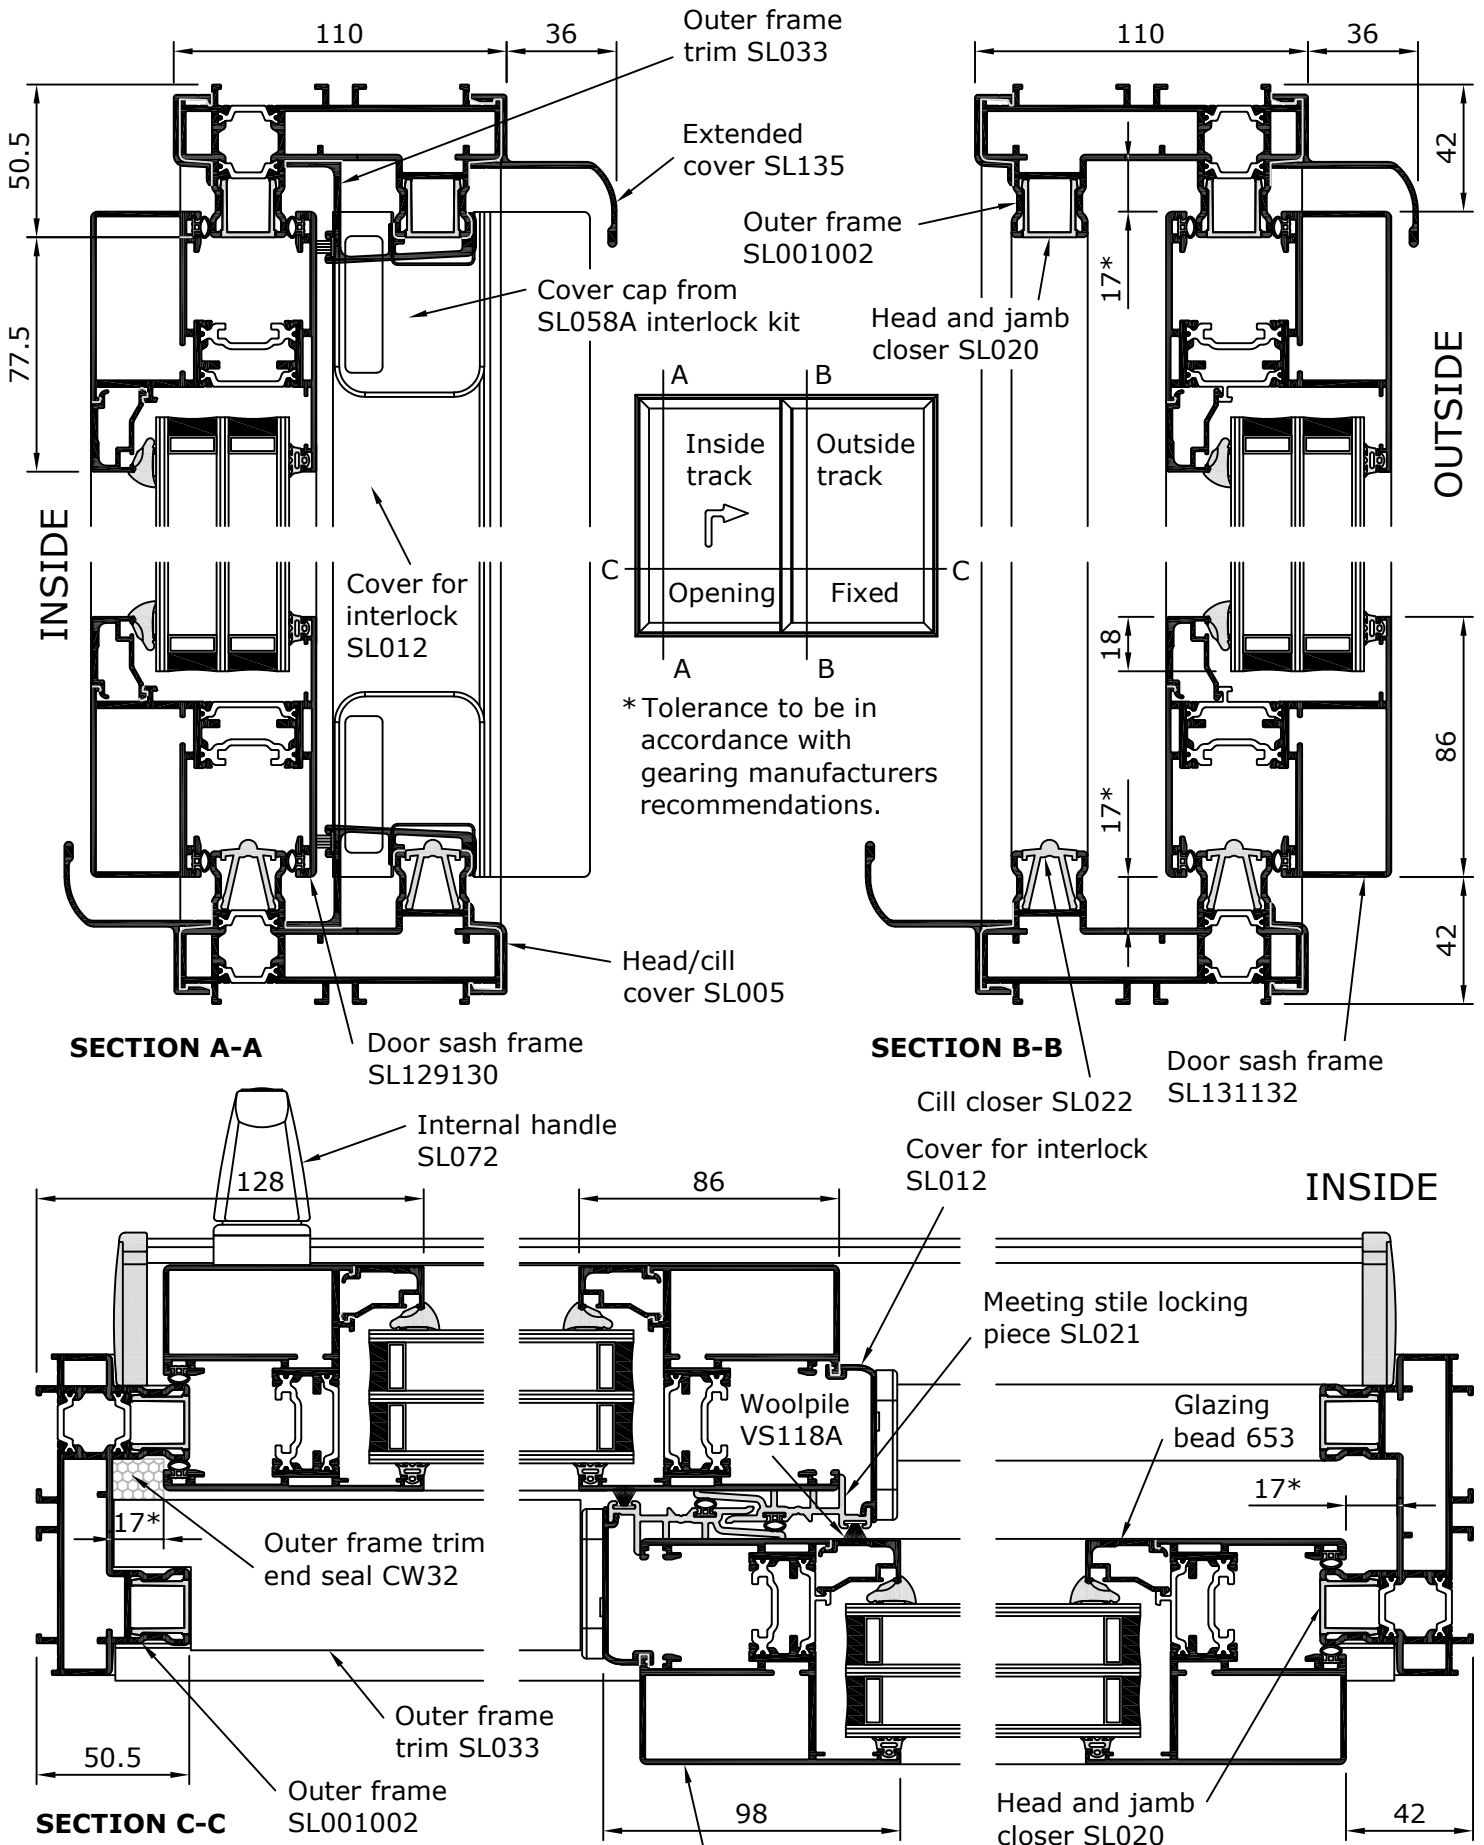 110
36
Outer frame
trim SL033
110
36
50.5
Extended
cover SL135
42
Outer frame
SL001002
17*
Cover cap from
SL058A interlock kit
Head and jamb
closer SL020
77.5
OUTSIDE
A
B
Inside
track
Outside
track
INSIDE
Cover for
interlock
SL012
C
C
Opening
Fixed
18
A
B
* Tolerance to be in
accordance with
gearing manufacturers
recommendations.
86
17*
42
Head/cill
cover SL005
SECTION A-A
Door sash frame
SL129130
SECTION B-B
Door sash frame
SL131132
Cill closer SL022
Internal handle
SL072
Cover for interlock
SL012
128
86
INSIDE
Meeting stile locking
piece SL021
Woolpile
VS118A
Glazing
bead 653
17*
17*
Outer frame trim
end seal CW32
Outer frame
trim SL033
50.5
Outer frame
SL001002
98
Head and jamb
closer SL020
42
SECTION C-C